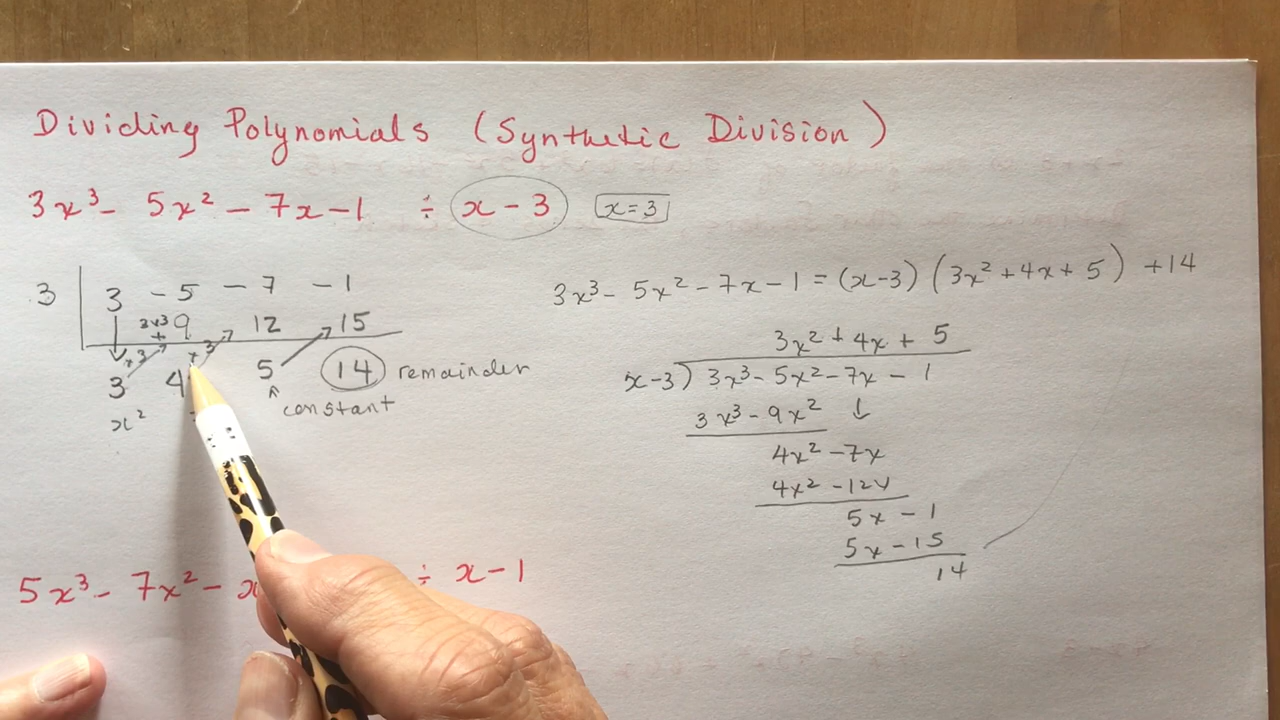 Dividing Polynomials (Synthetic Division)
3x³ - 5x² - 7x - 1 ÷ x - 3 x=3
3 3 - 5 - 7 - 1
3x3 9 12 15
+
x3 x3
3 4 5 14 remainder
x² constant
3x³ - 5x² - 7x - 1 = (x-3) (3x² + 4x + 5) + 14
3x² + 4x + 5
x-3) 3x³ - 5x² - 7x - 1
3x³ - 9x² ↓
4x² - 7x
4x² - 12x
5x - 1
5x - 15
14
5x³ - 7x² - x ÷ x - 1